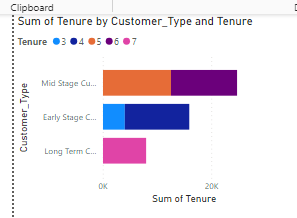 Clipboard
Sum of Tenure by Customer_Type and Tenure
Tenure 3 4 5 6 7
Customer_Type
Mid Stage Cu...
Early Stage C...
Long Term C...
0K 20K
Sum of Tenure